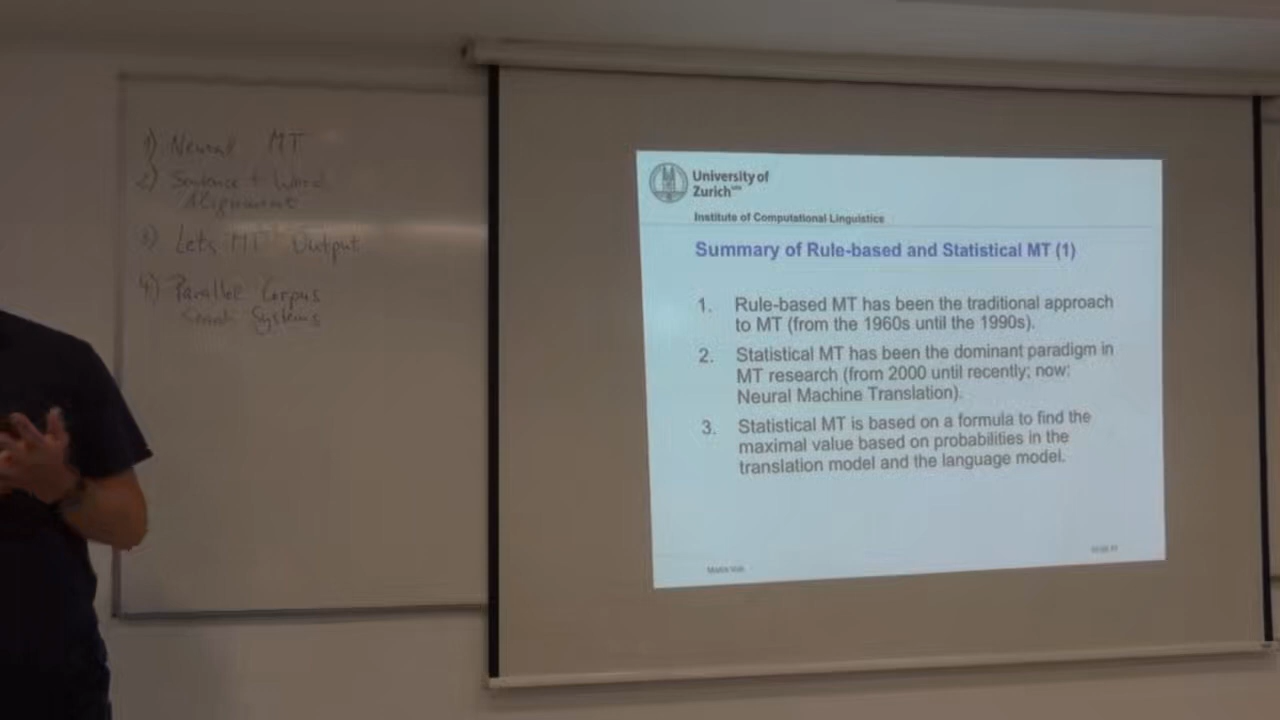 1) Neural MT
2) Sentence + Word
Alignment
3) Lets MT Output
4) Parallel Corpus
Systems
University of
Zurich
Institute of Computational Linguistics
Summary of Rule-based and Statistical MT (1)
1. Rule-based MT has been the traditional approach
to MT (from the 1960s until the 1990s).
2. Statistical MT has been the dominant paradigm in
MT research (from 2000 until recently; now:
Neural Machine Translation).
3. Statistical MT is based on a formula to find the
maximal value based on probabilities in the
translation model and the language model.